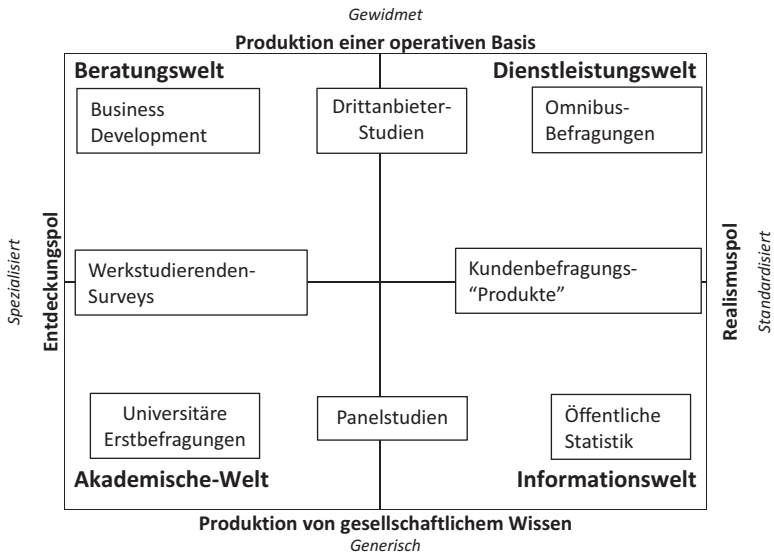 Gewidmet
Produktion einer operativen Basis
Beratungswelt
Dienstleistungswelt
Business
Development
Drittanbieter-
Studien
Omnibus-
Befragungen
Spezialisiert
Entdeckungspol
Werkstudierenden-
Surveys
Kundenbefragungs-
“Produkte”
Realismuspol
Standardisiert
Universitäre
Erstbefragungen
Panelstudien
Öffentliche
Statistik
Akademische-Welt
Informationswelt
Produktion von gesellschaftlichem Wissen
Generisch